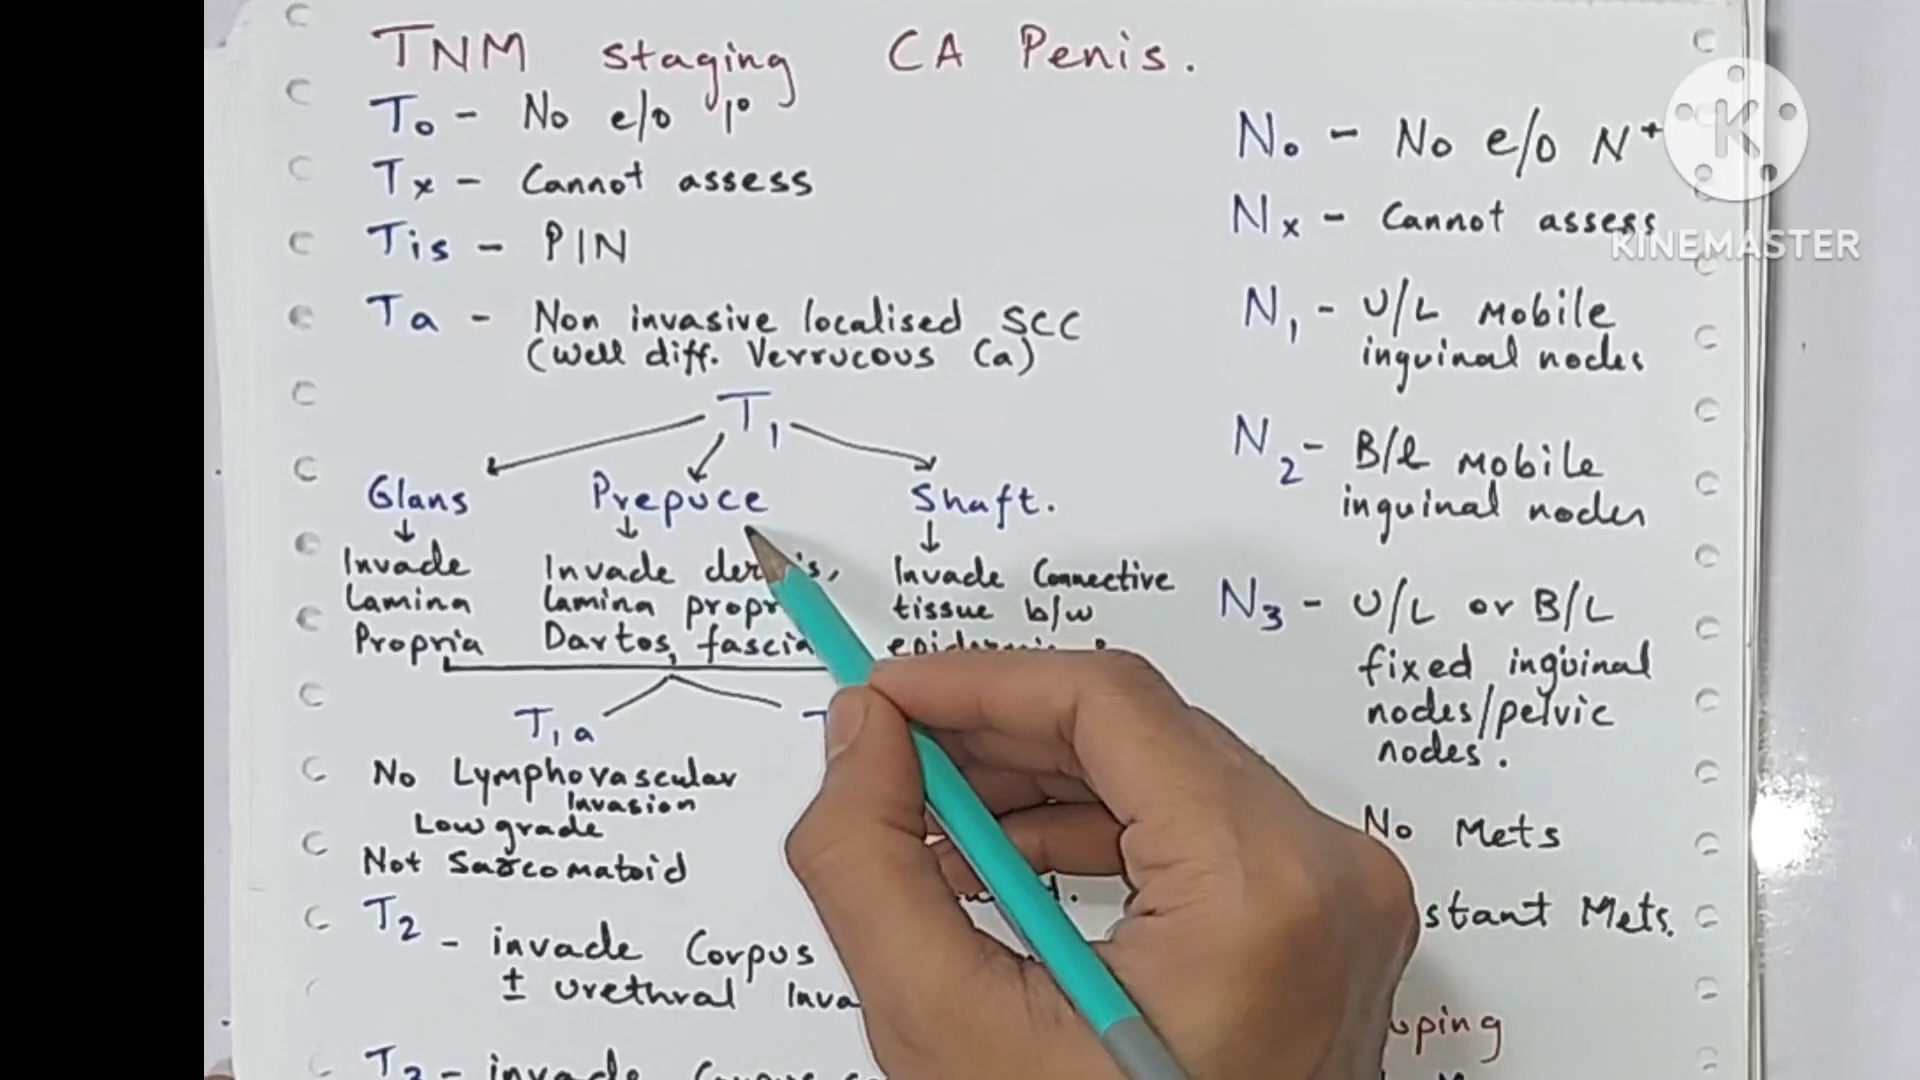 TNM staging CA Penis.
T0 - No e/o 1°
Tx - Cannot assess
Tis - PIN
Ta - Non invasive localised SCC
(Well diff. Verrucous Ca)
T1
Glans Prepuce Shaft.
Invade
Lamina
Propria
Invade
Lamina
Dartos, fascia
Invade Connective
tissue b/w
T1a
No Lymphovascular
Invasion
Low grade
Not Sarcomatoid
T2 - invade Corpus
± urethral
T3 - invade
N0 - No e/o N+
Nx - Cannot assess
N1 - U/L Mobile
inguinal nodes
N2 - B/L Mobile
inguinal nodes
N3 - U/L or B/L
fixed inguinal
nodes/pelvic
nodes.
No Mets
Mets.
K
KINEMASTER